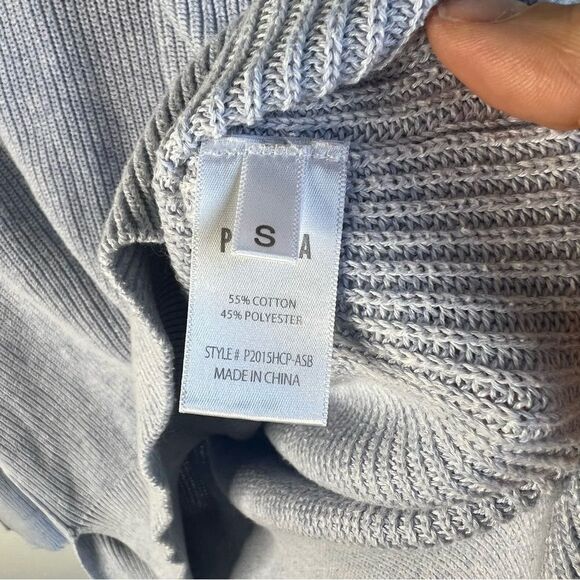 P S A
55% COTTON
45% POLYESTER
STYLE# P2015HCP-ASB
MADE IN CHINA